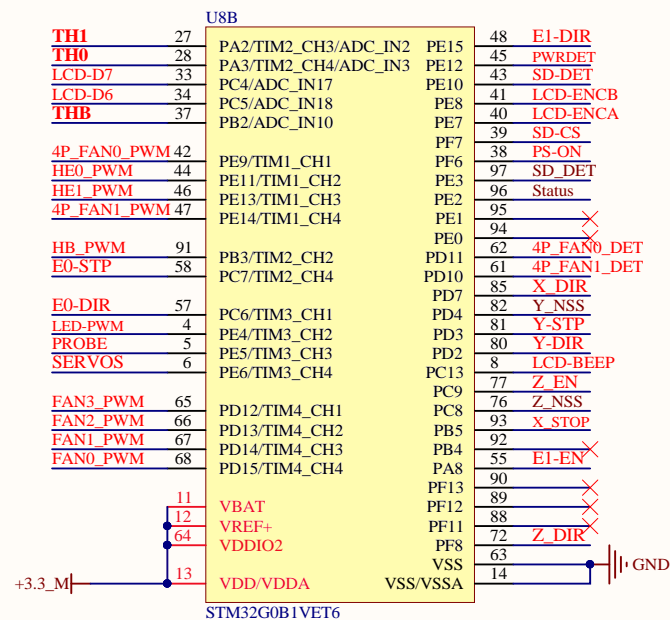 U8B
TH1 27 PA2/TIM2_CH3/ADC_IN2 PE15 48 E1-DIR
TH0 28 PA3/TIM2_CH4/ADC_IN3 PE12 45 PWRDET
LCD-D7 33 PC4/ADC_IN17 PE10 43 SD-DET
LCD-D6 34 PC5/ADC_IN18 PE8 41 LCD-ENCB
THB 37 PB2/ADC_IN10 PE7 40 LCD-ENCA
PF7 39 SD-CS
4P_FAN0_PWM 42 PE9/TIM1_CH1 PF6 38 PS-ON
HE0_PWM 44 PE11/TIM1_CH2 PE3 97 SD_DET
HE1_PWM 46 PE13/TIM1_CH3 PE2 96 Status
4P_FAN1_PWM 47 PE14/TIM1_CH4 PE1 95
PE0 94
HB_PWM 91 PB3/TIM2_CH2 PD11 62 4P_FAN0_DET
E0-STP 58 PC7/TIM2_CH4 PD10 61 4P_FAN1_DET
PD7 85 X_DIR
E0-DIR 57 PC6/TIM3_CH1 PD4 82 Y_NSS
LED-PWM 4 PE4/TIM3_CH2 PD3 81 Y-STP
PROBE 5 PE5/TIM3_CH3 PD2 80 Y-DIR
SERVOS 6 PE6/TIM3_CH4 PC13 8 LCD-BEEP
PC9 77 Z_EN
FAN3_PWM 65 PD12/TIM4_CH1 PC8 76 Z_NSS
FAN2_PWM 66 PD13/TIM4_CH2 PB5 93 X_STOP
FAN1_PWM 67 PD14/TIM4_CH3 PB4 92
FAN0_PWM 68 PD15/TIM4_CH4 PA8 55 E1-EN
PF13 90
11 VBAT PF12 89
12 VREF+ PF11 88
64 VDDIO2 PF8 72 Z_DIR
VSS 63
+3.3_M 13 VDD/VDDA VSS/VSSA 14 GND
STM32G0B1VET6